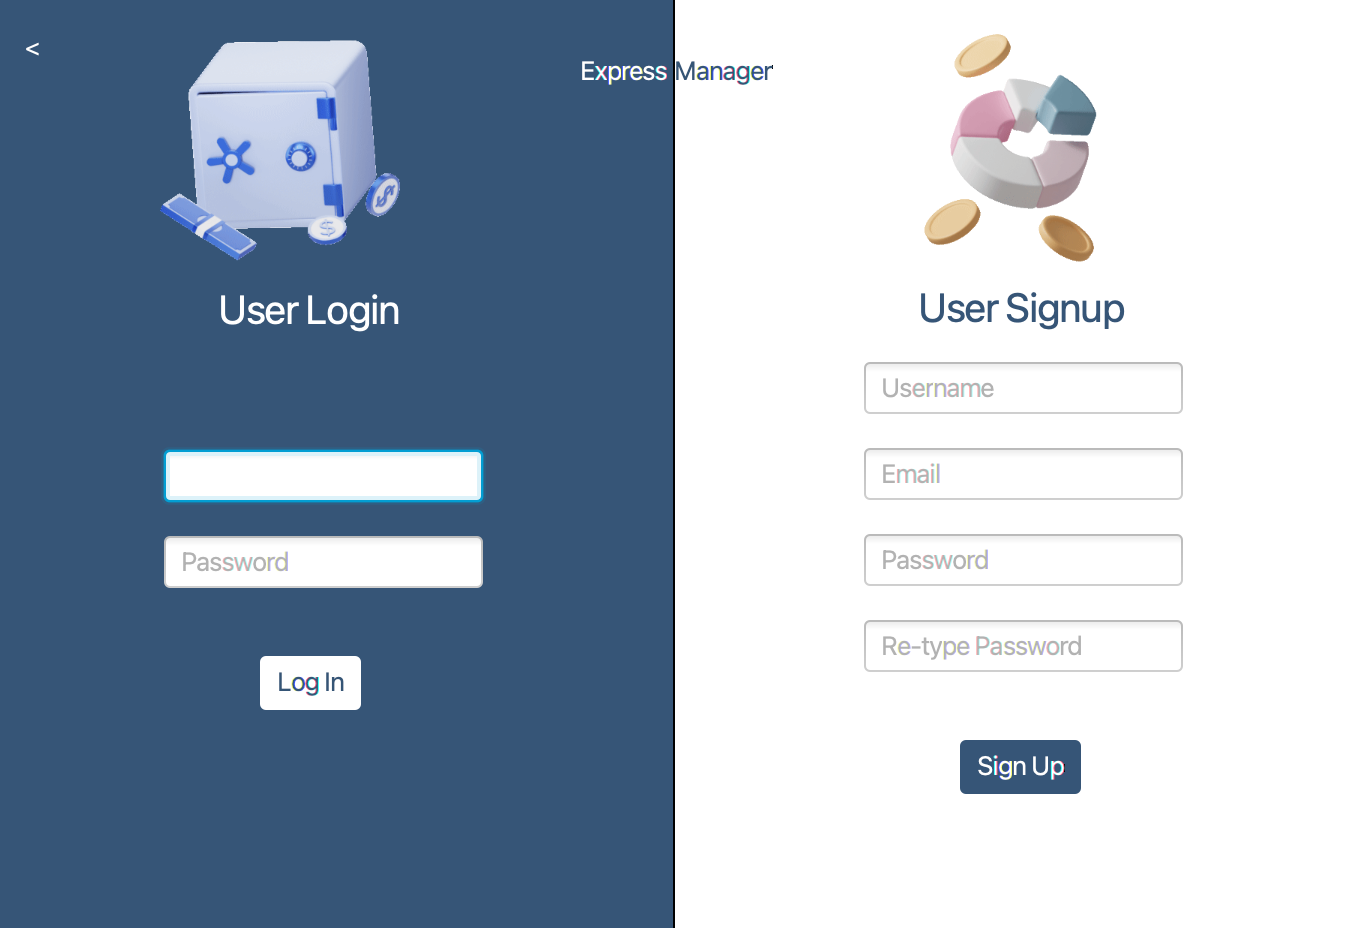 <
Express Manager
User Login
Password
Log In
User Signup
Username
Email
Password
Re-type Password
Sign Up
$
$